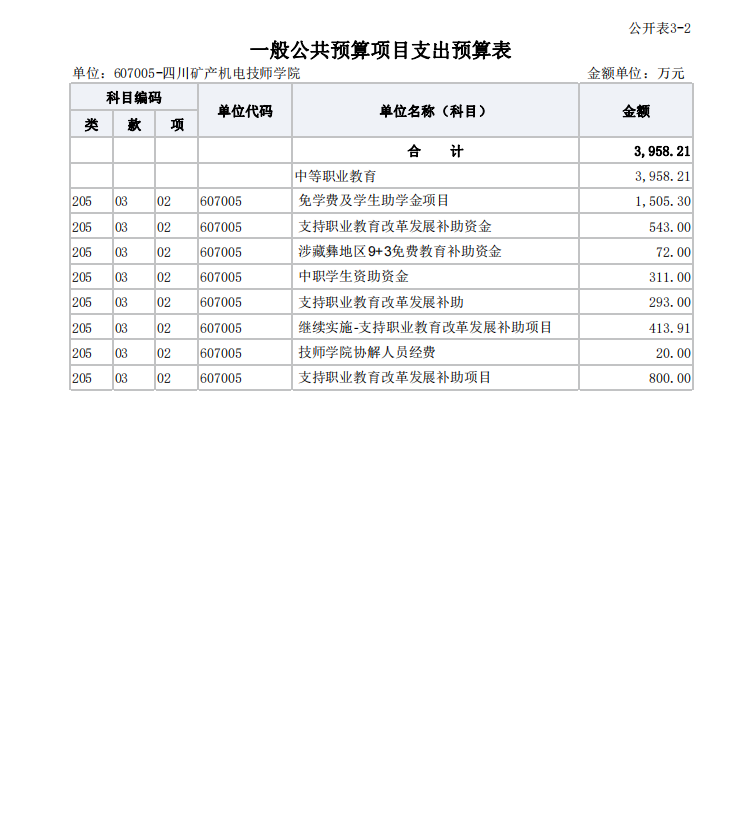 公开表3-2
一般公共预算项目支出预算表
单位：607005-四川矿产机电技师学院 金额单位：万元
科目编码 单位代码 单位名称（科目） 金额
类 款 项
合 计 3,958.21
中等职业教育 3,958.21
205 03 02 607005 免学费及学生助学金项目 1,505.30
205 03 02 607005 支持职业教育改革发展补助资金 543.00
205 03 02 607005 涉藏彝地区9+3免费教育补助资金 72.00
205 03 02 607005 中职学生资助资金 311.00
205 03 02 607005 支持职业教育改革发展补助 293.00
205 03 02 607005 继续实施-支持职业教育改革发展补助项目 413.91
205 03 02 607005 技师学院协解人员经费 20.00
205 03 02 607005 支持职业教育改革发展补助项目 800.00